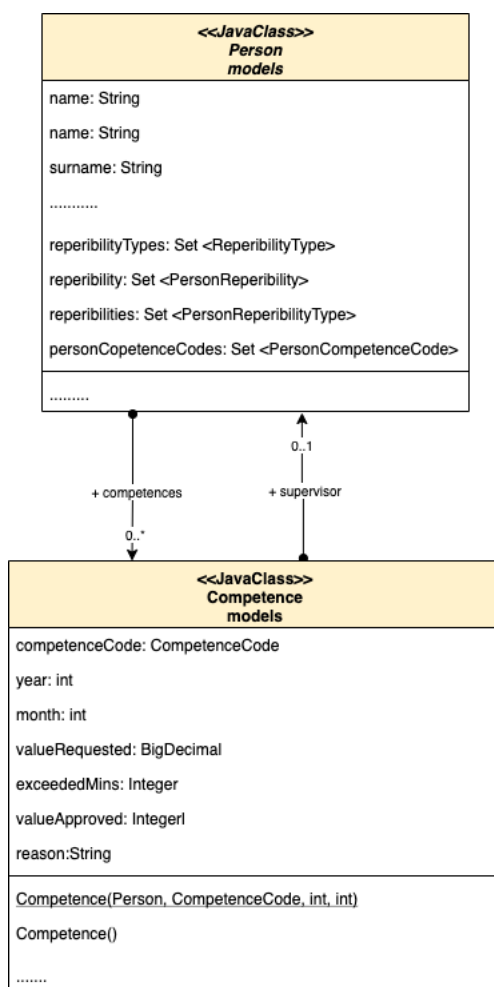 <<JavaClass>>
Person
models
name: String
name: String
surname: String
...........
reperibilityTypes: Set <ReperibilityType>
reperibility: Set <PersonReperibility>
reperibilities: Set <PersonReperibilityType>
personCopetenceCodes: Set <PersonCompetenceCode>
.........
0..1
+ competences
+ supervisor
0..*
<<JavaClass>>
Competence
models
competenceCode: CompetenceCode
year: int
month: int
valueRequested: BigDecimal
exceededMins: Integer
valueApproved: IntegerI
reason:String
Competence(Person, CompetenceCode, int, int)
Competence()
.......